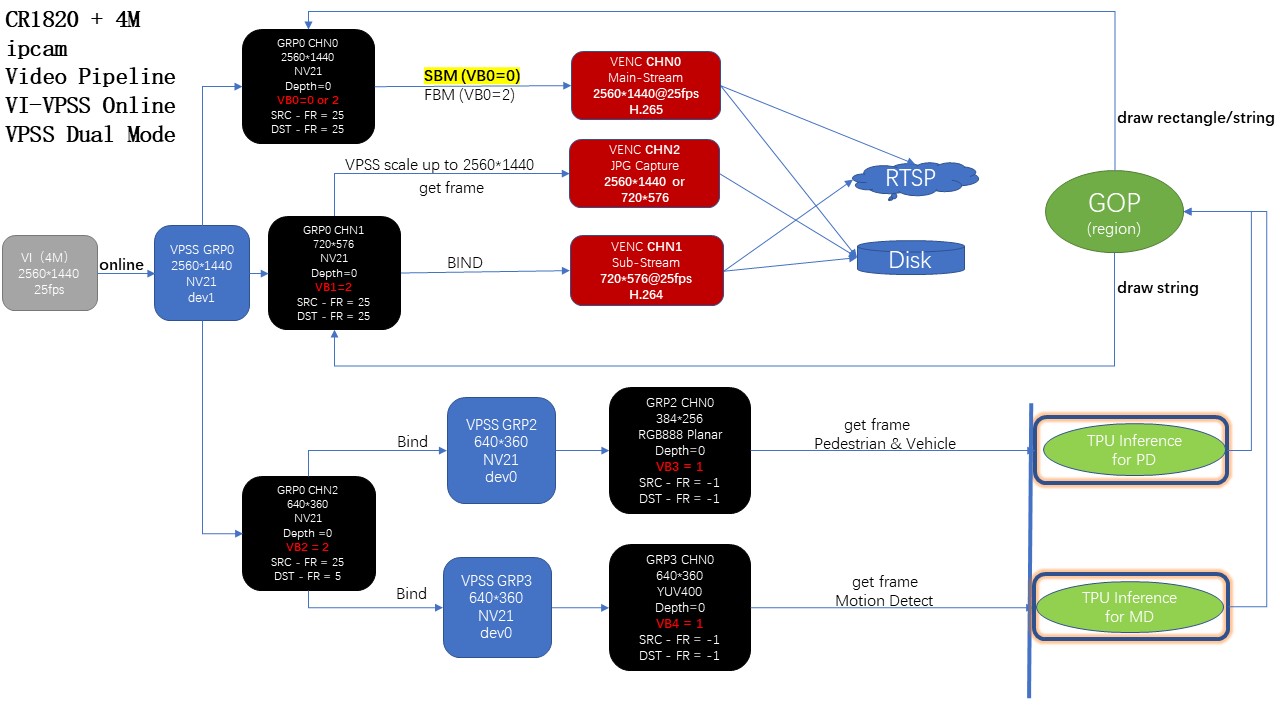 CR1820 + 4M
ipcam
Video Pipeline
VI-VPSS Online
VPSS Dual Mode
GRP0 CHN0
2560*1440
NV21
Depth=0
VB0=0 or 2
SRC - FR = 25
DST - FR = 25
SBM (VB0=0)
FBM (VB0=2)
VENC CHN0
Main-Stream
2560*1440@25fps
H.265
draw rectangle/string
VPSS scale up to 2560*1440
get frame
VENC CHN2
JPG Capture
2560*1440 or
720*576
RTSP
GOP
(region)
VI（4M）
2560*1440
25fps
online
VPSS GRP0
2560*1440
NV21
dev1
GRP0 CHN1
720*576
NV21
Depth=0
VB1=2
SRC - FR = 25
DST - FR = 25
BIND
VENC CHN1
Sub-Stream
720*576@25fps
H.264
Disk
draw string
GRP0 CHN2
640*360
NV21
Depth =0
VB2 = 2
SRC - FR = 25
DST - FR = 5
Bind
VPSS GRP2
640*360
NV21
dev0
GRP2 CHN0
384*256
RGB888 Planar
Depth=0
VB3 = 1
SRC - FR = -1
DST - FR = -1
get frame
Pedestrian & Vehicle
TPU Inference
for PD
Bind
VPSS GRP3
640*360
NV21
dev0
GRP3 CHN0
640*360
YUV400
Depth=0
VB4 = 1
SRC - FR = -1
DST - FR = -1
get frame
Motion Detect
TPU Inference
for MD